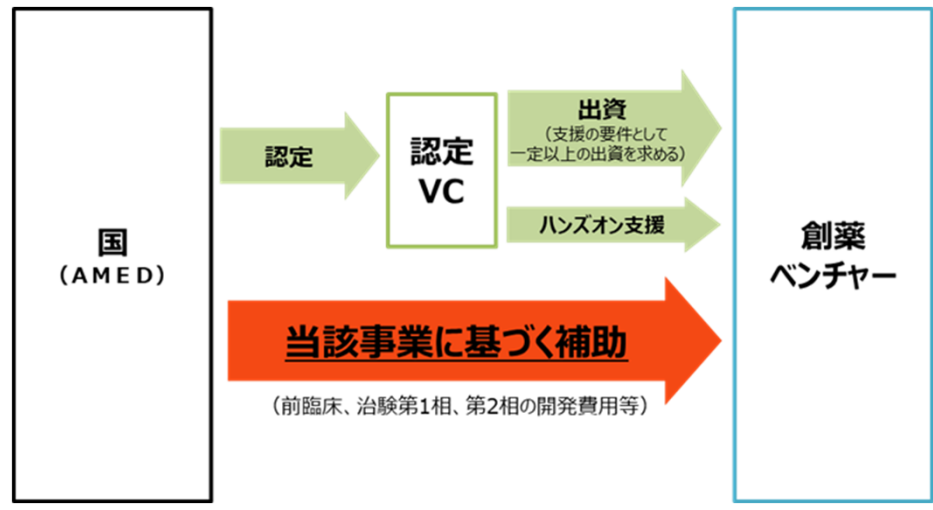 国
（ＡＭＥＤ）
認定
認定
VC
出資
（支援の要件として
一定以上の出資を求める）
ハンズオン支援
創薬
ベンチャー
当該事業に基づく補助
（前臨床、治験第1相、第2相の開発費用等）